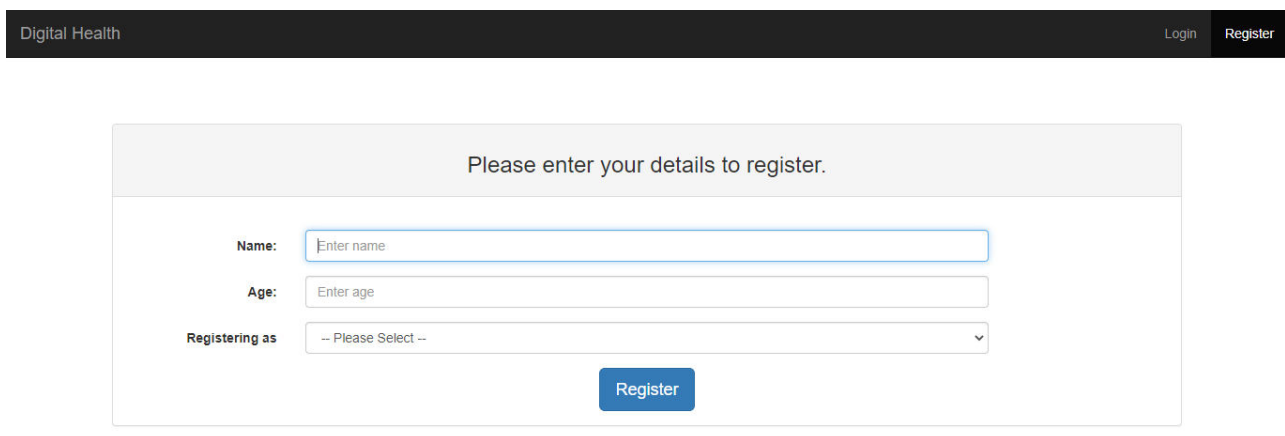 Digital Health Login Register
Please enter your details to register.
Name: Enter name
Age: Enter age
Registering as -- Please Select --
Register